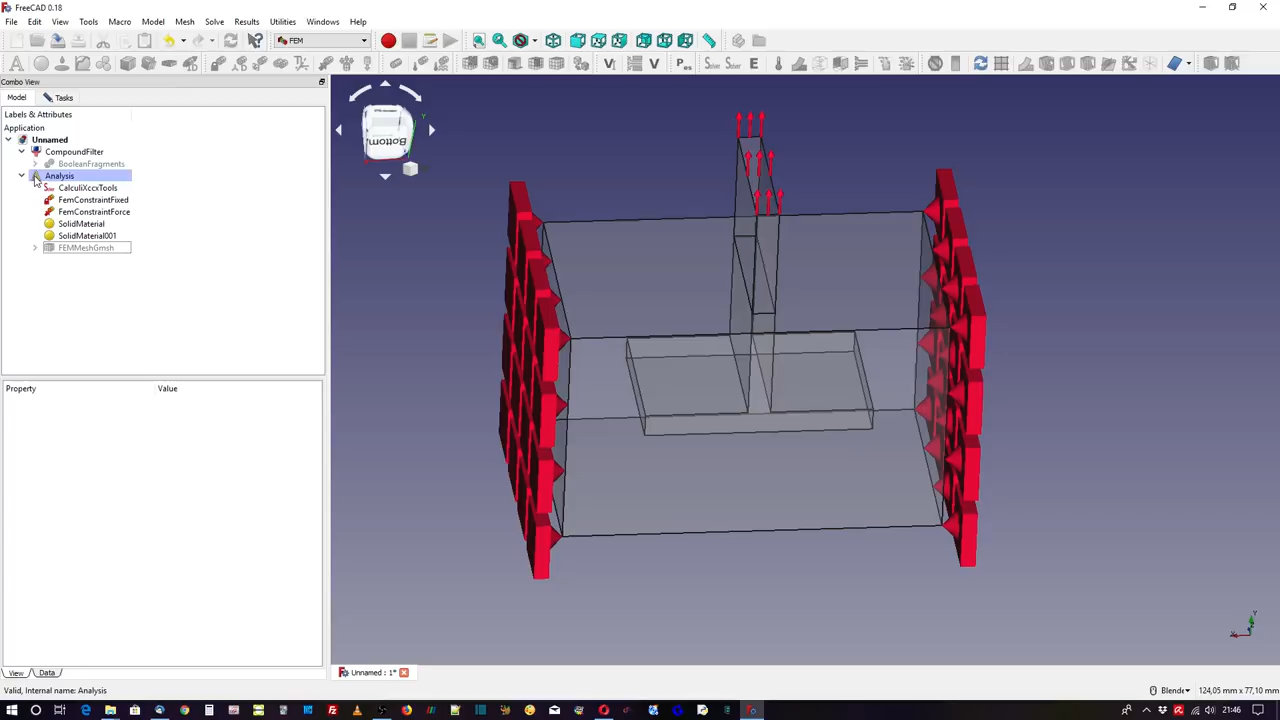 FreeCAD 0.18
File Edit View Tools Macro Model Mesh Solve Results Utilities Windows Help
FEM
Combo View
Model Tasks
Labels & Attributes
Application
Unnamed
CompoundFilter
BooleanFragments
Analysis
CalculiXccxTools
FemConstraintFixed
FemConstraintForce
SolidMaterial
SolidMaterial001
FEMMeshGmsh
Property Value
Bottom
Y
View Data
Unnamed : 1*
Valid, Internal name: Analysis
Blende
124,05 mm x 77,10 mm
21:46